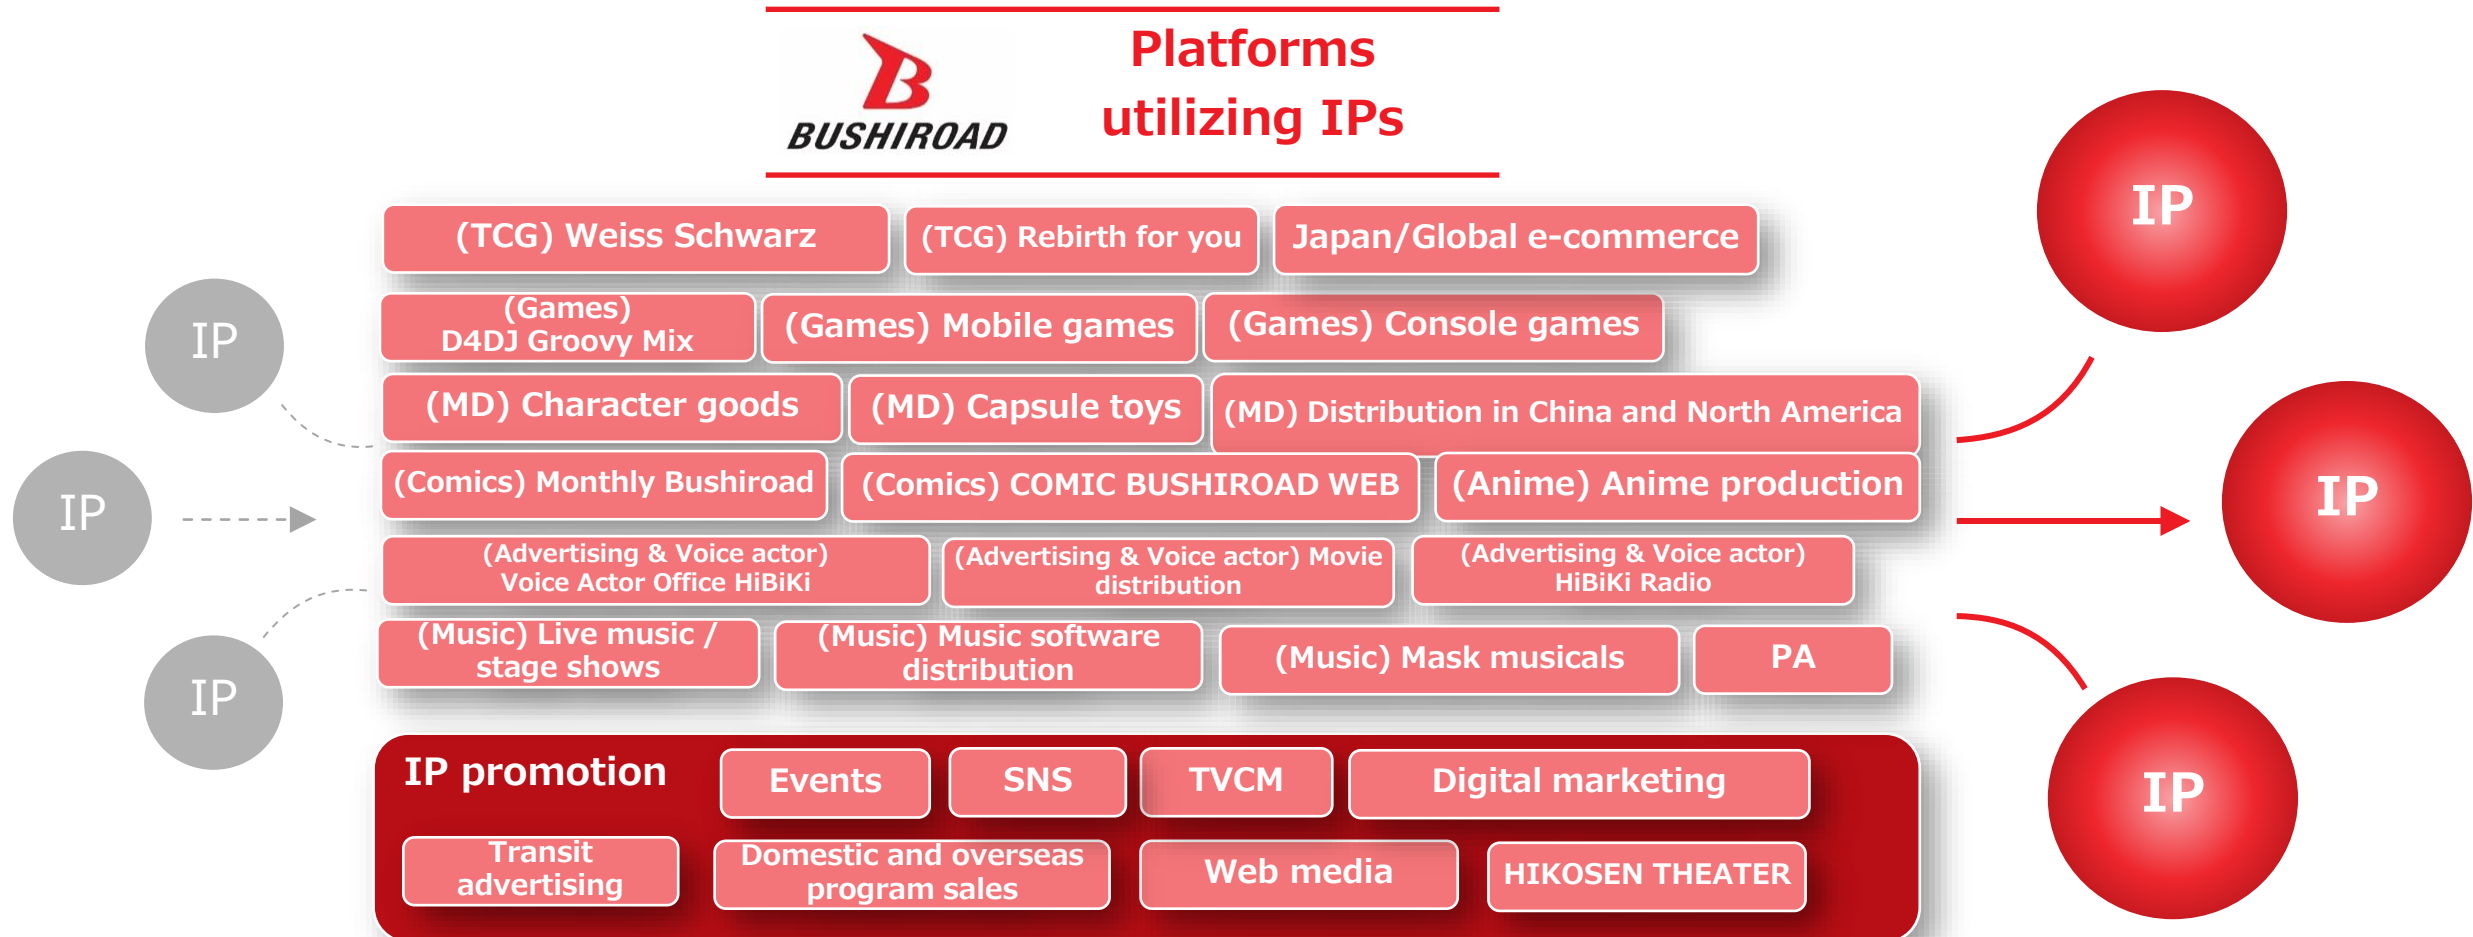 BUSHIROAD
Platforms
utilizing IPs
(TCG) Weiss Schwarz
(TCG) Rebirth for you
Japan/Global e-commerce
(Games)
D4DJ Groovy Mix
(Games) Mobile games
(Games) Console games
(MD) Character goods
(MD) Capsule toys
(MD) Distribution in China and North America
(Comics) Monthly Bushiroad
(Comics) COMIC BUSHIROAD WEB
(Anime) Anime production
(Advertising & Voice actor)
Voice Actor Office HiBiKi
(Advertising & Voice actor) Movie
distribution
(Advertising & Voice actor)
HiBiKi Radio
(Music) Live music /
stage shows
(Music) Music software
distribution
(Music) Mask musicals
PA
IP promotion
Events
SNS
TVCM
Digital marketing
Transit
advertising
Domestic and overseas
program sales
Web media
HIKOSEN THEATER
IP
IP
IP
IP
IP
IP